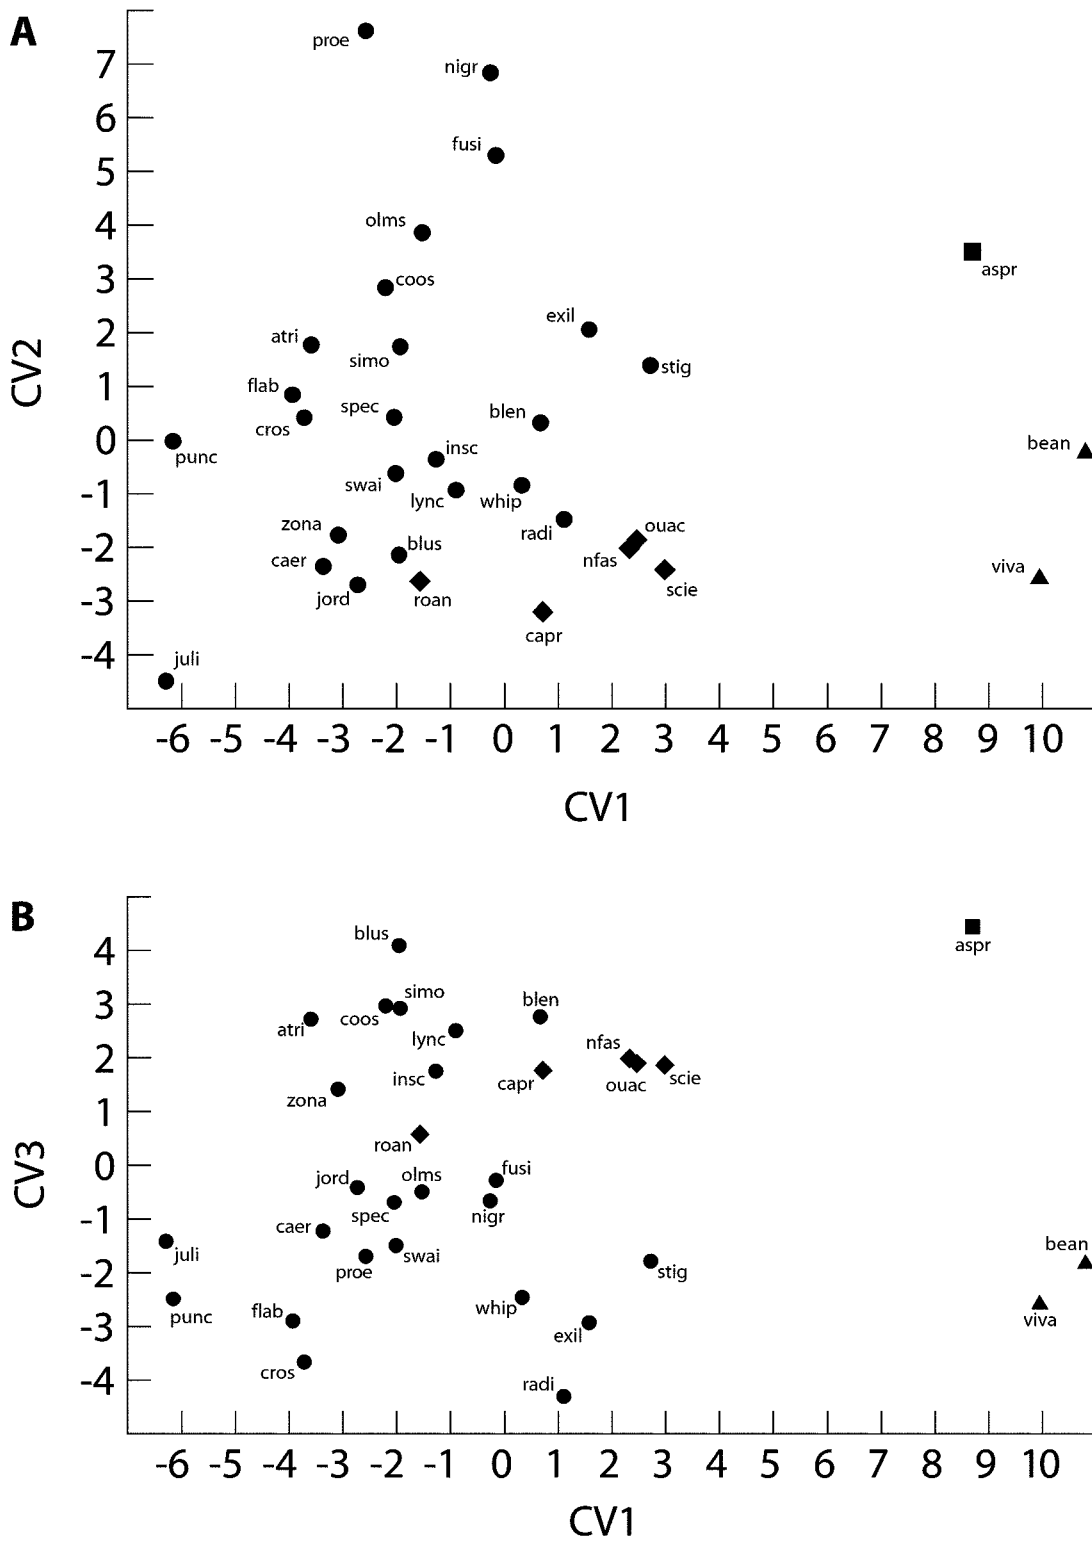 A
proe
7
nigr
6
fusi
5
olms
4
aspr
coos
3
exil
atri
2
simo
stig
flab
1
spec
blen
cros
0
insc
bean
punc
swai
lync
whip
-1
zona
radi
ouac
blus
-2
caer
nfas
viva
jord
roan
scie
-3
capr
-4
juli
CV2
-6 -5 -4 -3 -2 -1 0 1 2 3 4 5 6 7 8 9 10
CV1
B
blus
4
aspr
simo
3
coos
blen
atri
lync
nfas
2
insc
capr
ouac
scie
zona
1
roan
0
fusi
jord
olms
spec
nigr
-1
caer
juli
swai
bean
proe
stig
-2
punc
flab
whip
viva
-3
exil
cros
radi
-4
CV3
-6 -5 -4 -3 -2 -1 0 1 2 3 4 5 6 7 8 9 10
CV1